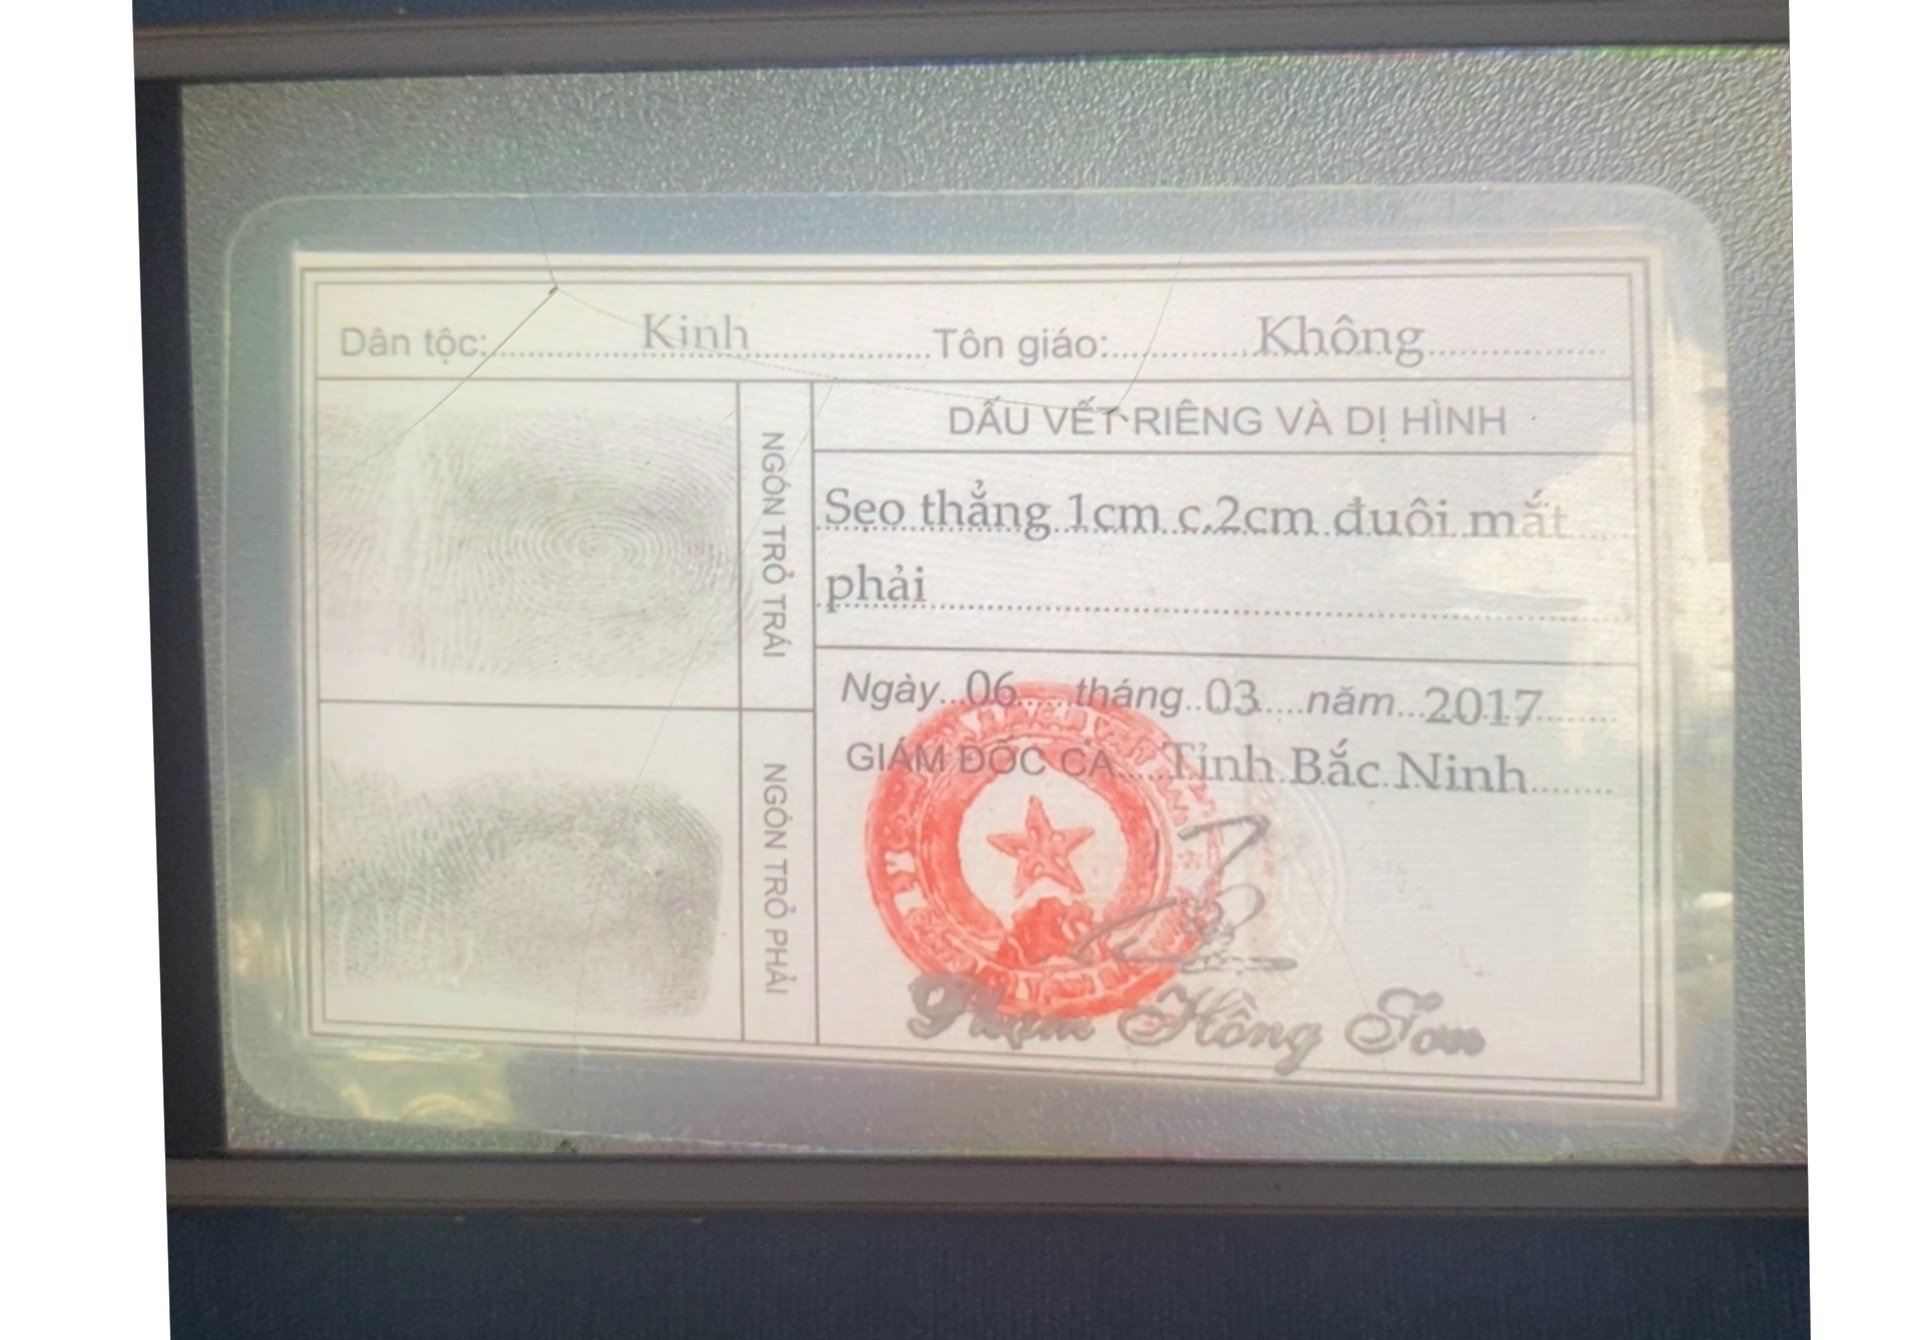 Dân tộc: Kinh Tôn giáo: Không
NGÓN TRỎ TRÁI
DẤU VẾT RIÊNG VÀ DỊ HÌNH
Sẹo thẳng 1cm c.2cm đuôi mắt
phải
Ngày 06 tháng 03 năm 2017
GIÁM ĐỐC CA Tỉnh Bắc Ninh
NGÓN TRỎ PHẢI
Phạm Hồng Sơn